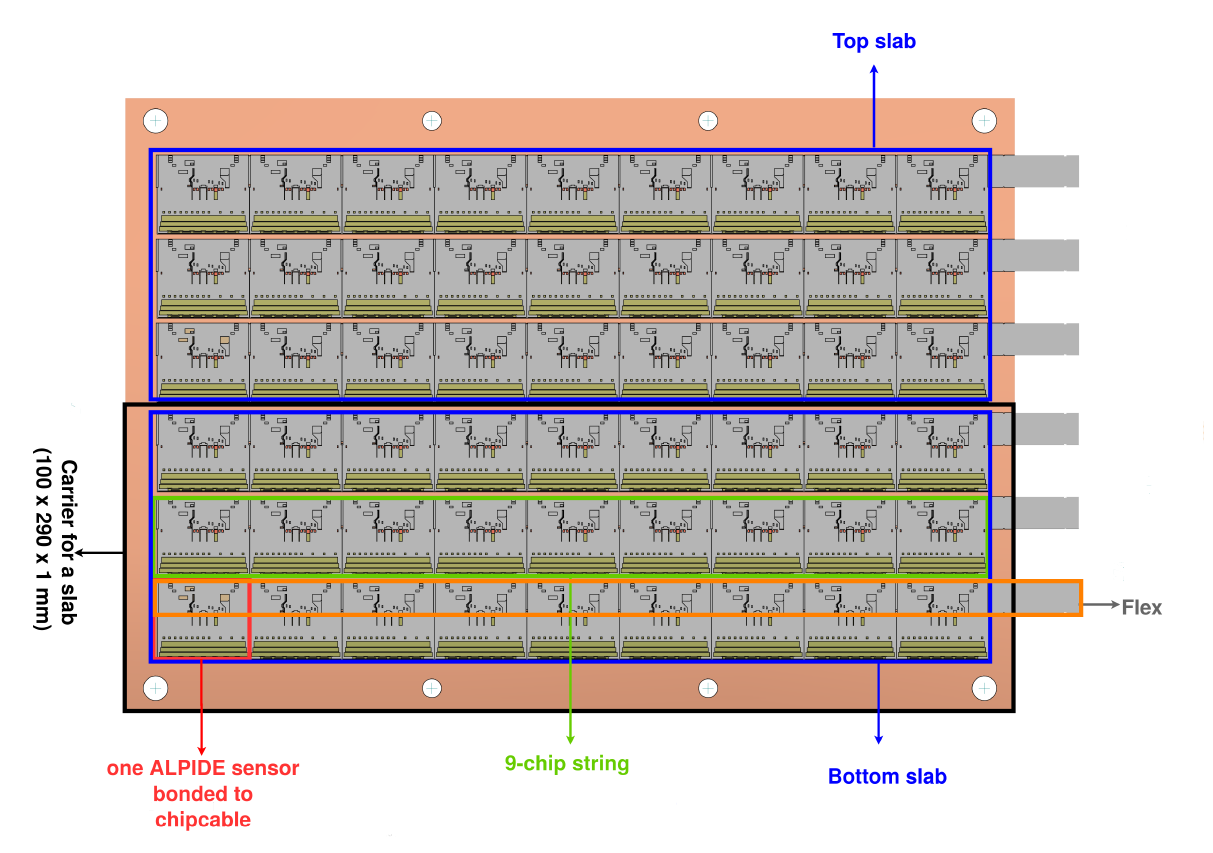 Top slab
Carrier for a slab
(100 x 290 x 1 mm)
Flex
one ALPIDE sensor
bonded to
chipcable
9-chip string
Bottom slab